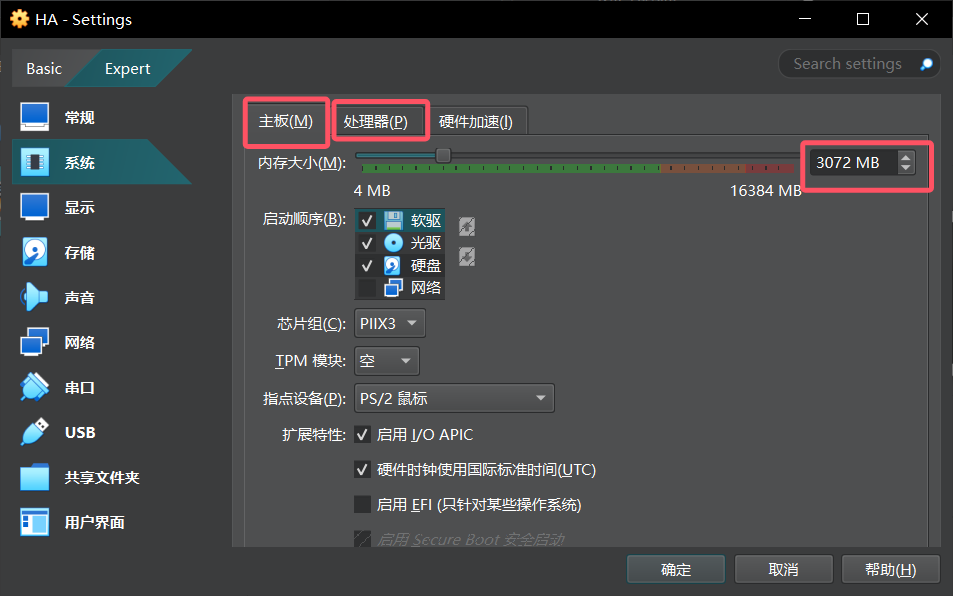 HA - Settings
Basic
Expert
Search settings
常规
系统
显示
存储
声音
网络
串口
USB
共享文件夹
用户界面
主板(M)
处理器(P)
硬件加速(I)
内存大小(M):
3072 MB
4 MB
16384 MB
启动顺序(B):
软驱
光驱
硬盘
网络
芯片组(C):
PIIX3
TPM 模块:
空
指点设备(P):
PS/2 鼠标
扩展特性:
启用 I/O APIC
硬件时钟使用国际标准时间(UTC)
启用 EFI (只针对某些操作系统)
启用 Secure Boot 安全启动
确定
取消
帮助(H)